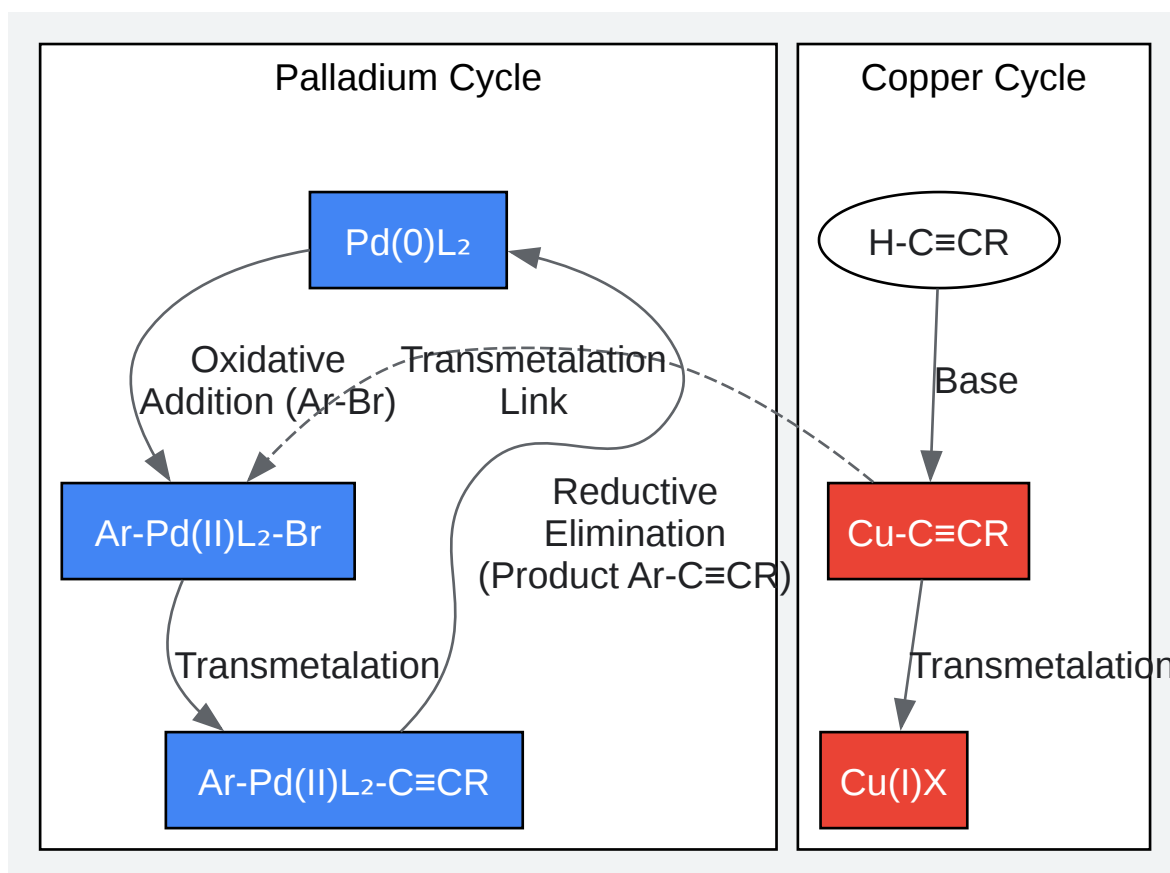 Palladium Cycle
Copper Cycle
Pd(0)L₂
H-C≡CR
Oxidative
Addition (Ar-Br)
Transmetalation
Link
Base
Ar-Pd(II)L₂-Br
Reductive
Elimination
(Product Ar-C≡CR)
Cu-C≡CR
Transmetalation
Transmetalation
Ar-Pd(II)L₂-C≡CR
Cu(I)X